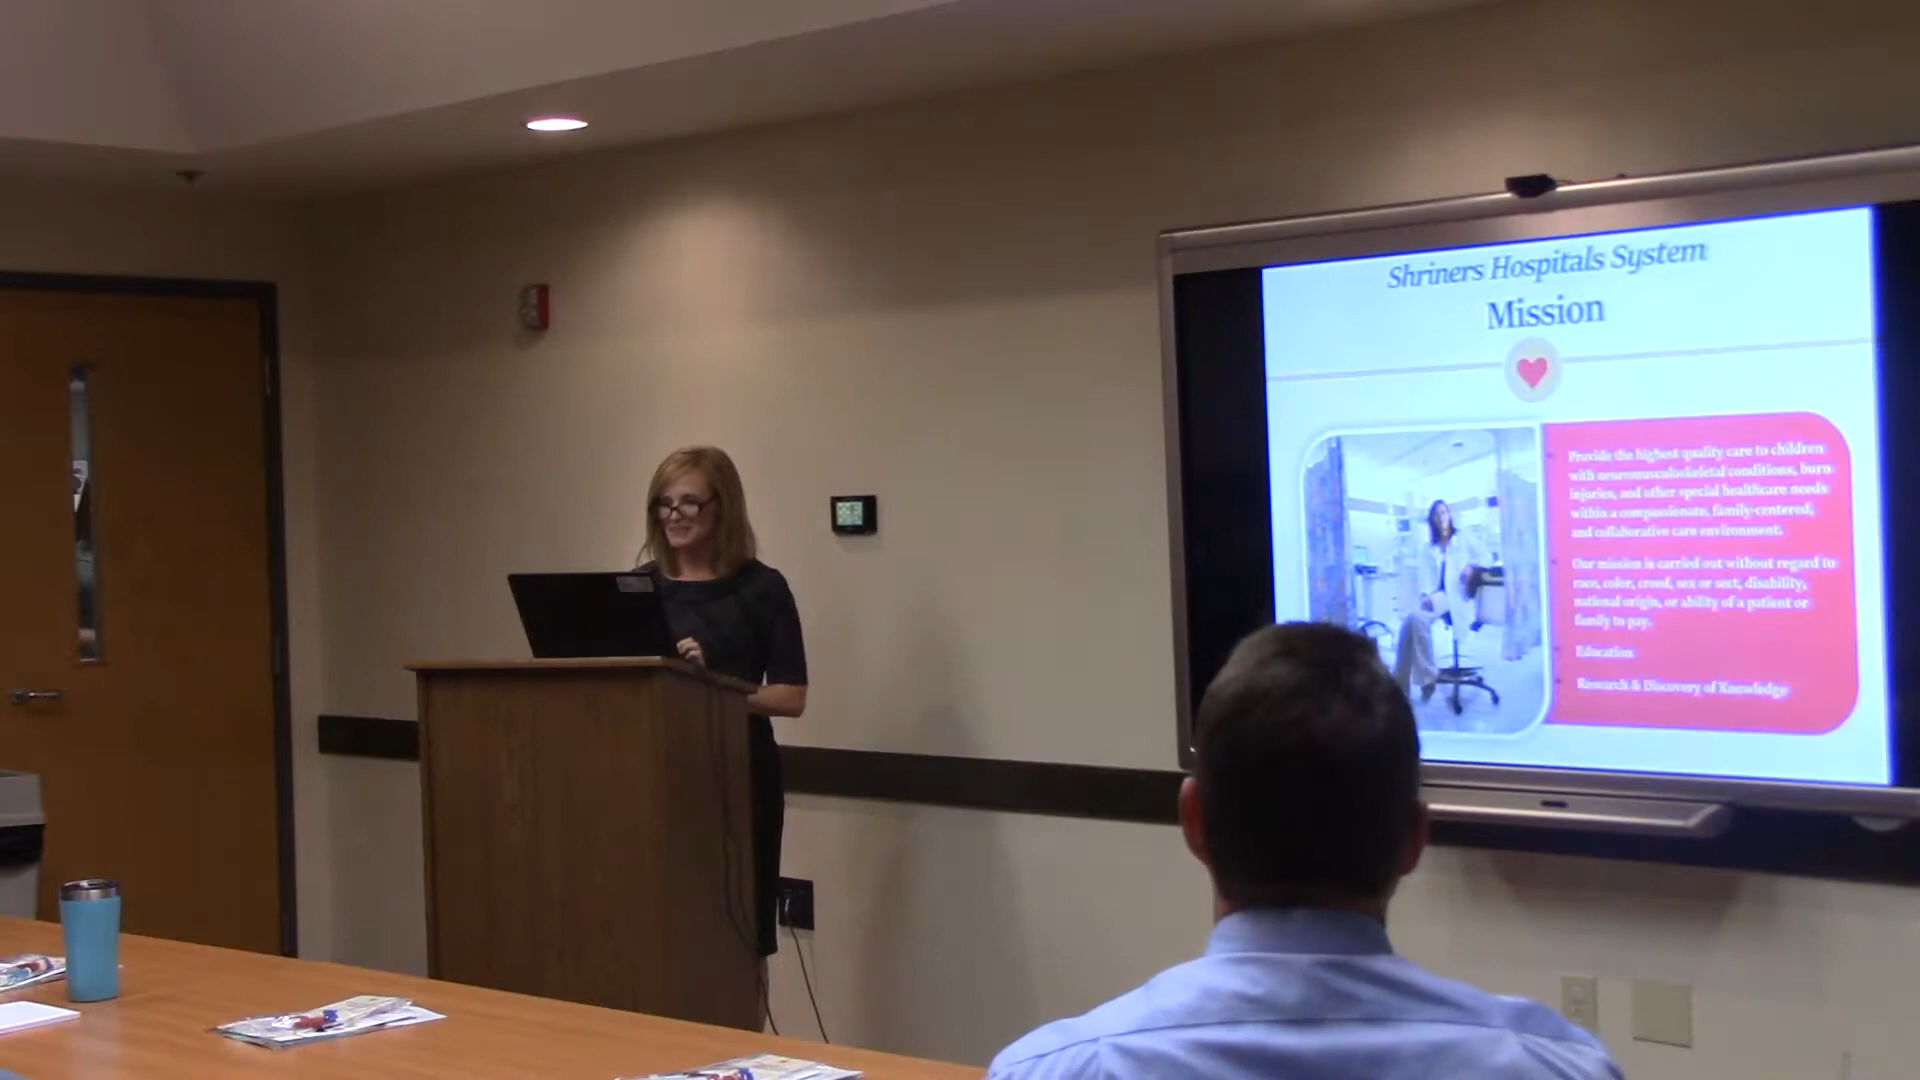 Shriners Hospitals System
Mission
Provide the highest quality care to children
with neuromusculoskeletal conditions, burn
injuries, and other special healthcare needs
within a compassionate, family-centered,
and collaborative care environment.
Our mission is carried out without regard to
race, color, creed, sex or sect, disability,
national origin, or ability of a patient or
family to pay.
Education
Research & Discovery of Knowledge